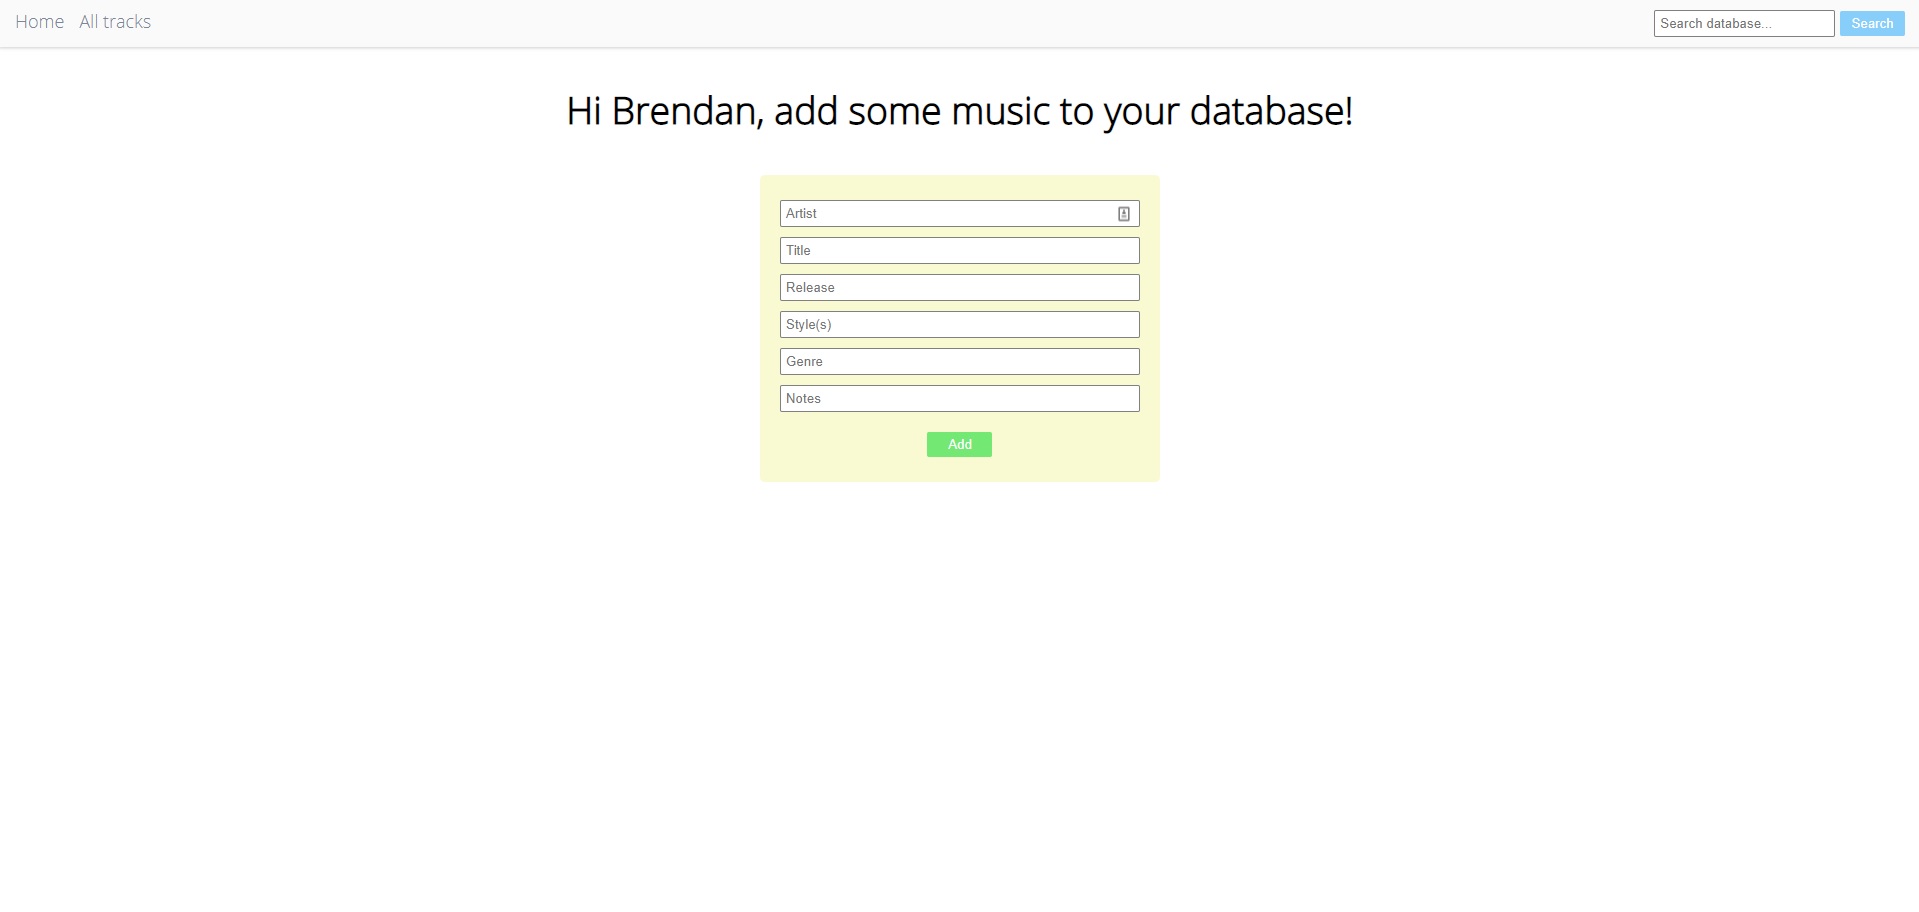 Home All tracks Search database... Search
Hi Brendan, add some music to your database!
Artist
Title
Release
Style(s)
Genre
Notes
Add